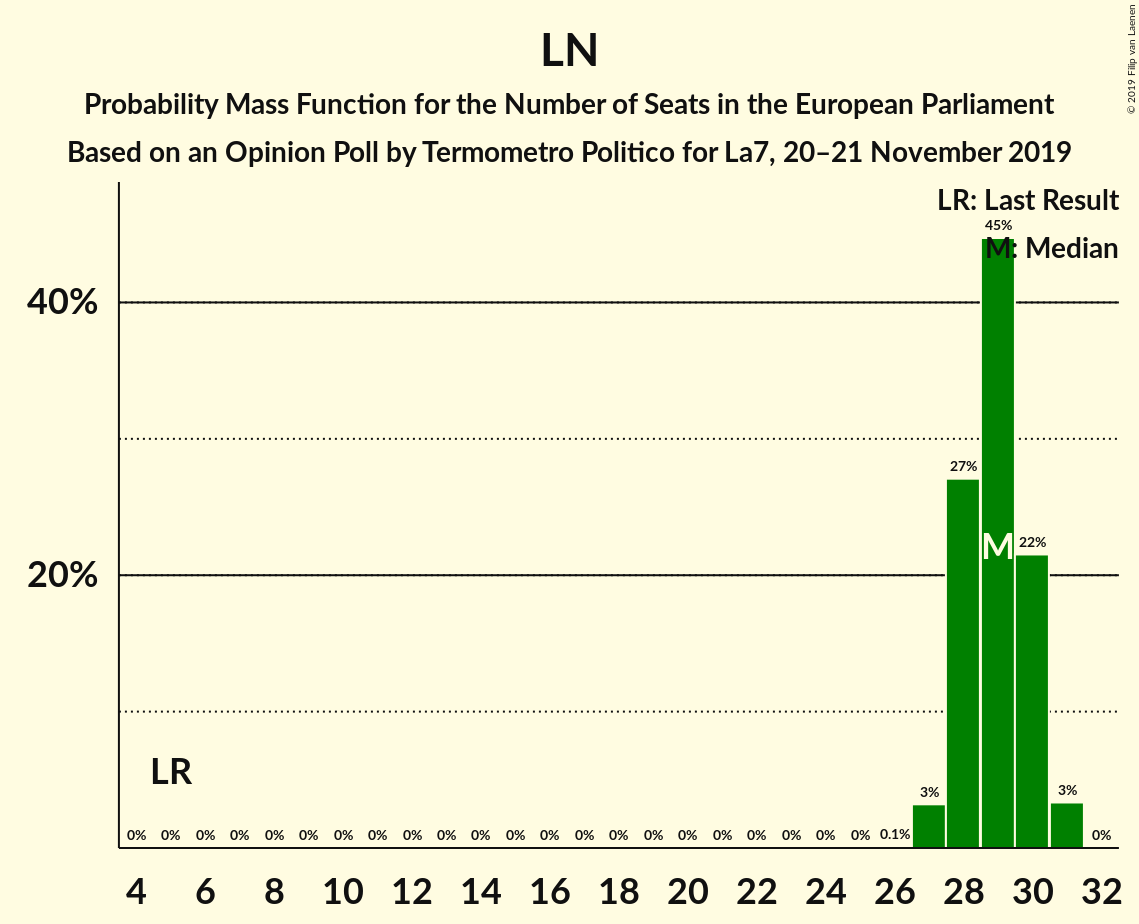 LN
Probability Mass Function for the Number of Seats in the European Parliament
Based on an Opinion Poll by Termometro Politico for La7, 20–21 November 2019
© 2019 Filip van Laenen
LR: Last Result
M: Median
45%
40%
27%
M
22%
20%
LR
3%
3%
0% 0% 0% 0% 0% 0% 0% 0% 0% 0% 0% 0% 0% 0% 0% 0% 0% 0% 0% 0% 0% 0% 0.1% 0%
4 6 8 10 12 14 16 18 20 22 24 26 28 30 32